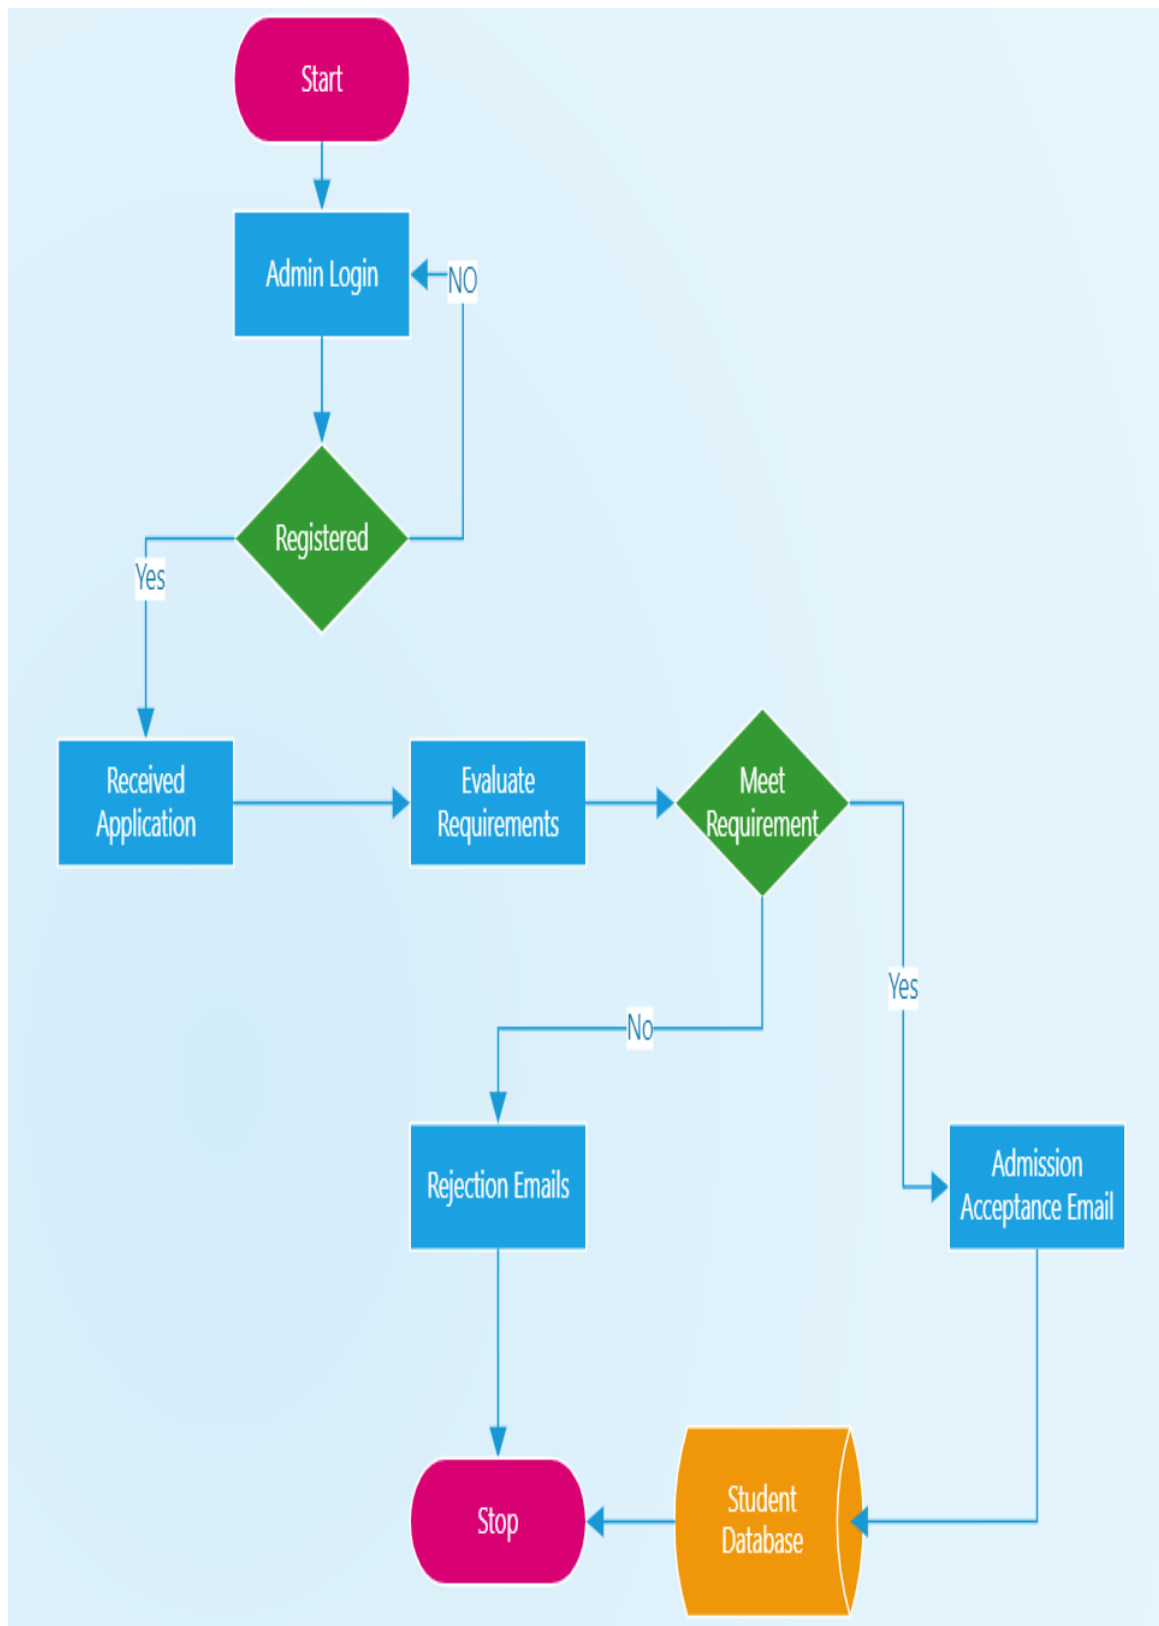 Start
Admin Login
NO
Registered
Yes
Received
Application
Evaluate
Requirements
Meet
Requirement
Yes
No
Rejection Emails
Admission
Acceptance Email
Stop
Student
Database